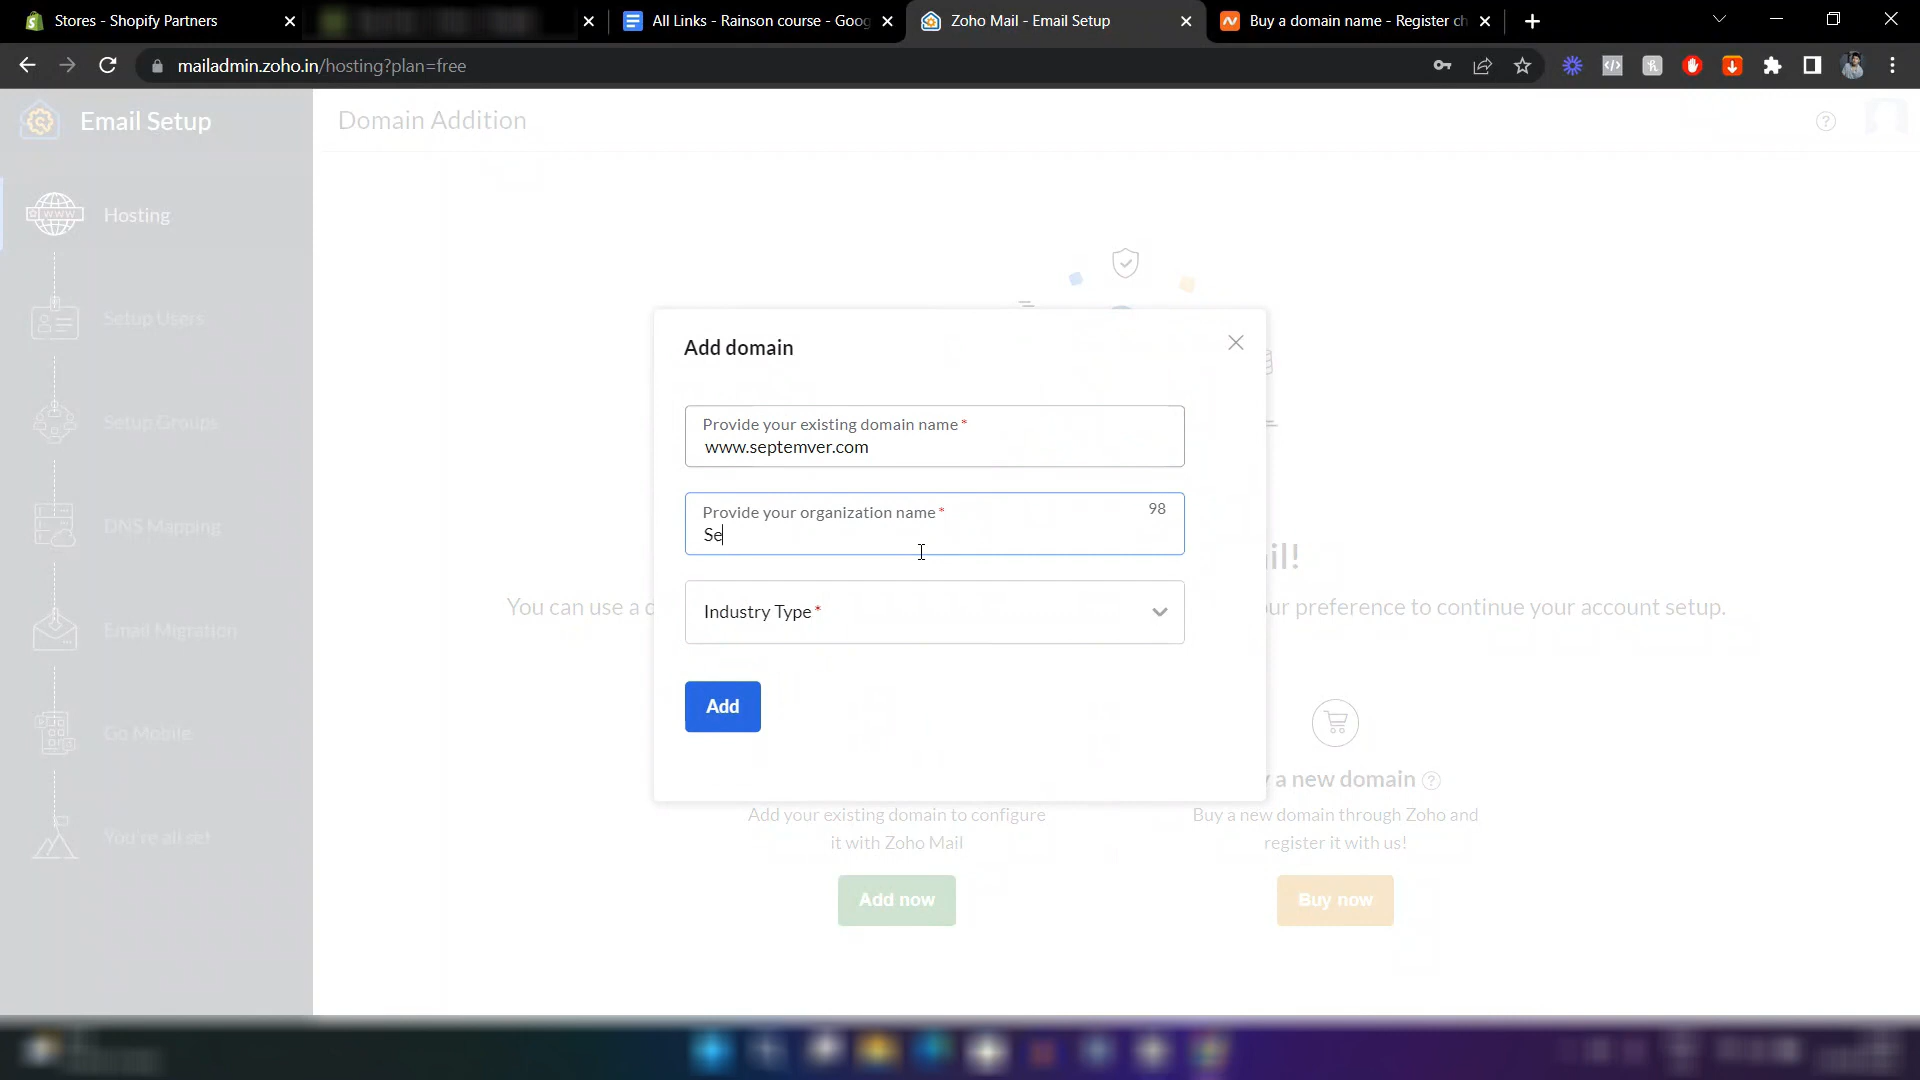 Stores - Shopify Partners
All Links - Rainson course - Goog
Zoho Mail - Email Setup
Buy a domain name - Register ch
mailadmin.zoho.in/hosting?plan=free
Email Setup
Domain Addition
Hosting
Setup Users
Setup Groups
DNS Mapping
Email Migration
Go Mobile
You're all set
Add domain
Provide your existing domain name*
www.septemver.com
Provide your organization name*
98
Se
Industry Type*
Add
il!
You can use a d
ur preference to continue your account setup.
y a new domain
Add your existing domain to configure
it with Zoho Mail
Add now
Buy a new domain through Zoho and
register it with us!
Buy now